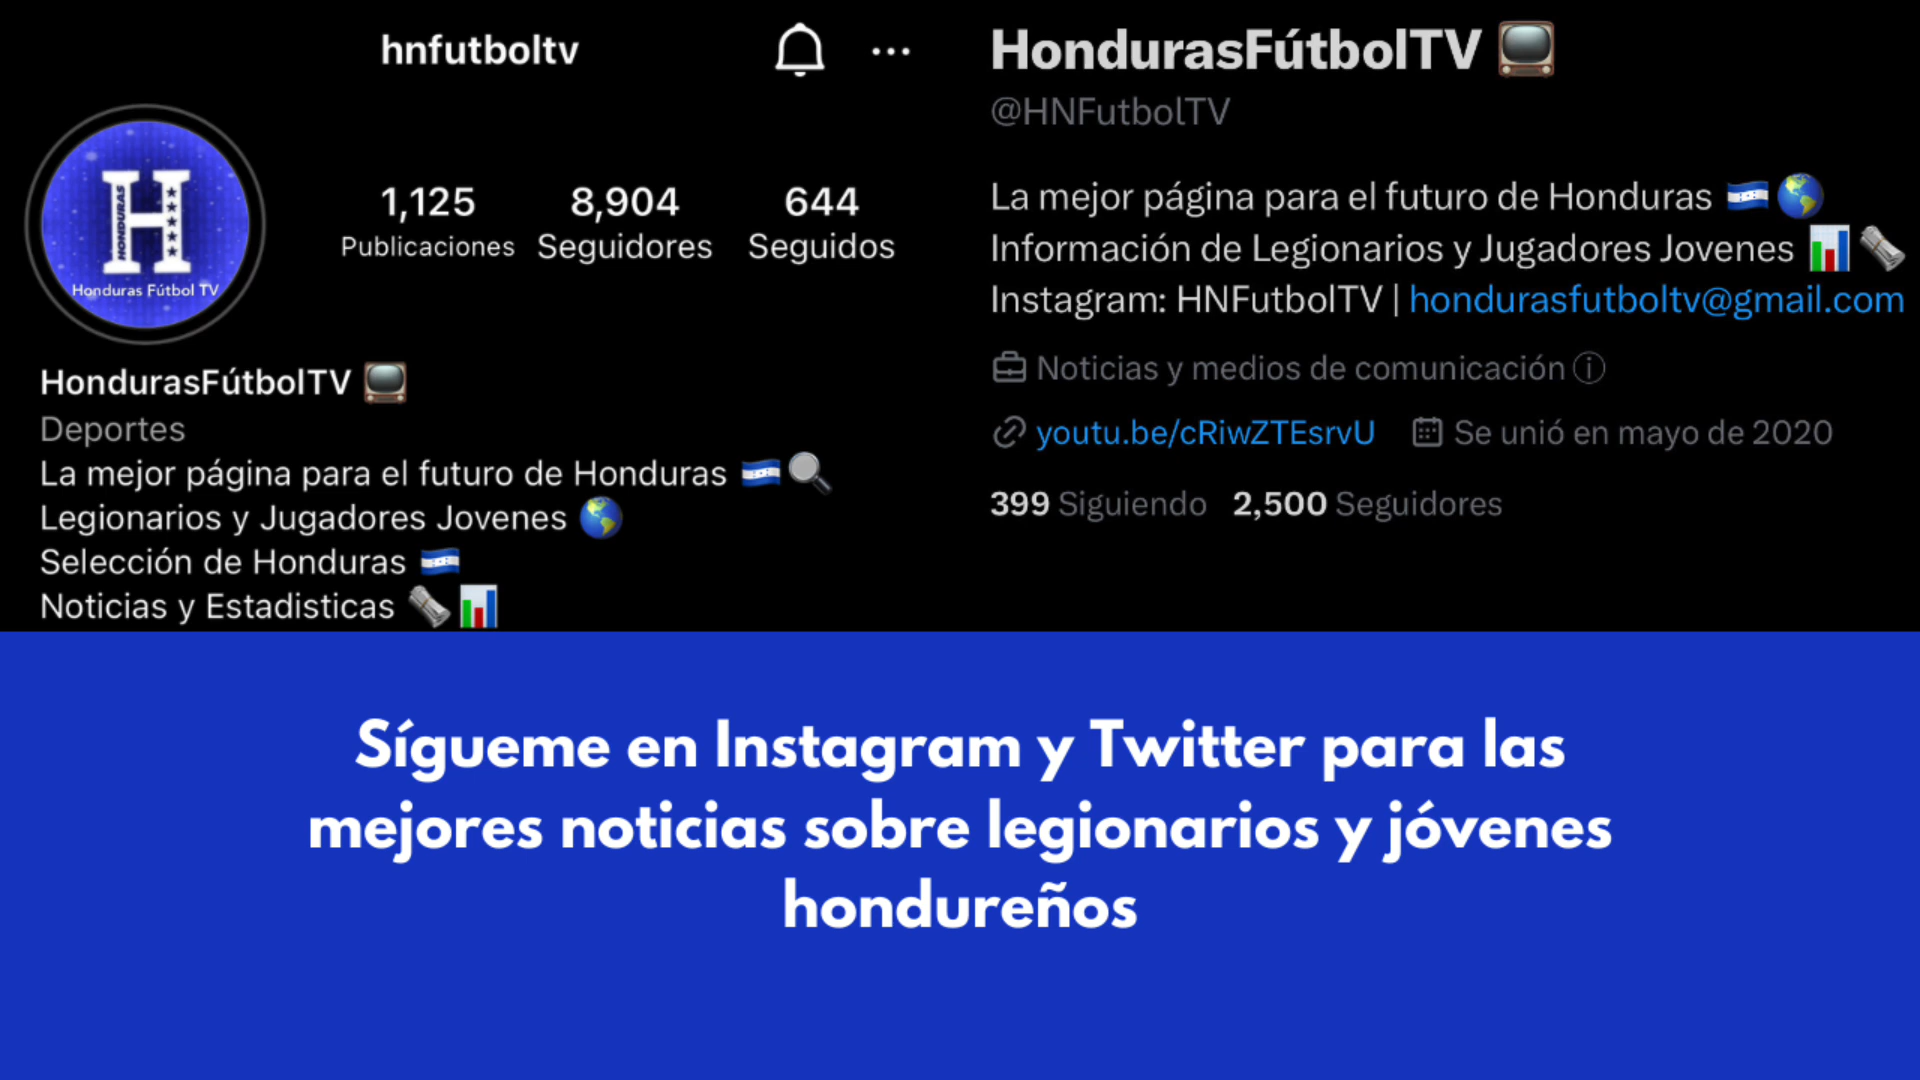 hnfutboltv
HONDURAS
Honduras Fútbol TV
1,125 8,904 644
Publicaciones Seguidores Seguidos
HondurasFútbolTV 📺
Deportes
La mejor página para el futuro de Honduras 🇭🇳🔍
Legionarios y Jugadores Jovenes 🌎
Selección de Honduras 🇭🇳
Noticias y Estadisticas 🗞📊
HondurasFútbolTV 📺
@HNFutbolTV
La mejor página para el futuro de Honduras 🇭🇳🌎
Información de Legionarios y Jugadores Jovenes 📊🗞
Instagram: HNFutbolTV | hondurasfutboltv@gmail.com
Noticias y medios de comunicación
youtu.be/cRiwZTEsrvU Se unió en mayo de 2020
399 Siguiendo 2,500 Seguidores
Sígueme en Instagram y Twitter para las
mejores noticias sobre legionarios y jóvenes
hondureños